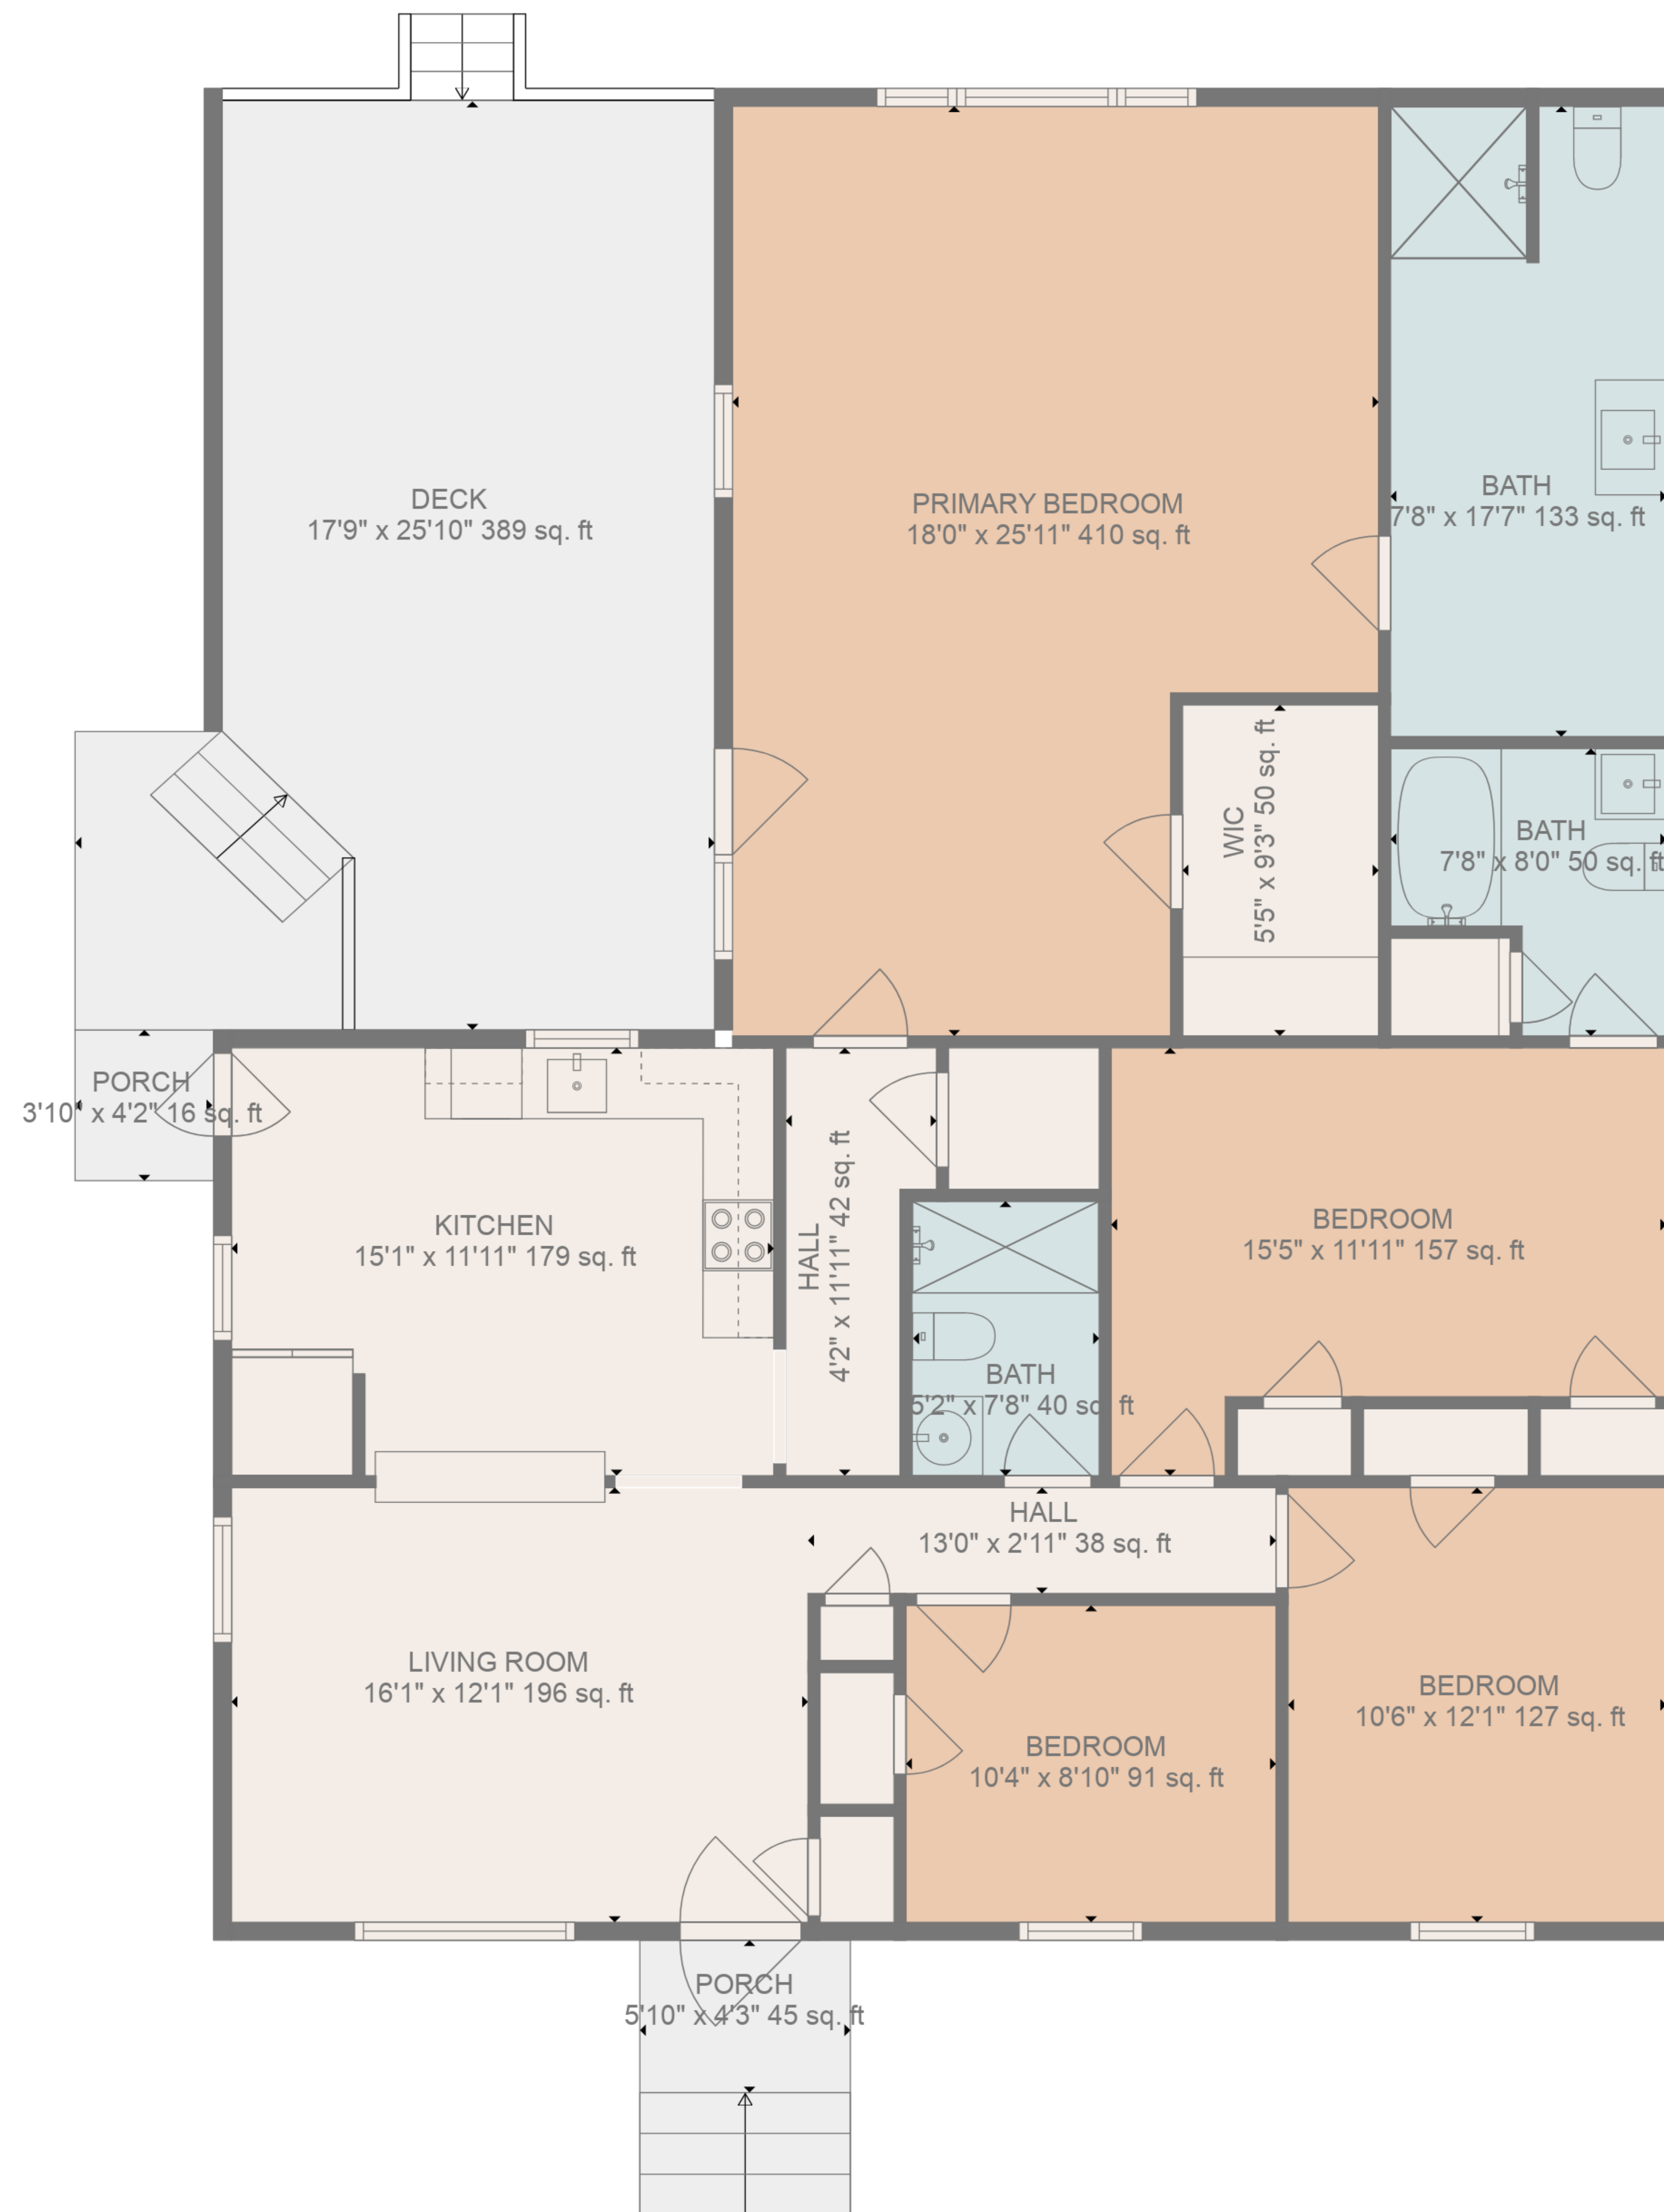 DECK
17'9" x 25'10" 389 sq. ft
PRIMARY BEDROOM
18'0" x 25'11" 410 sq. ft
BATH
7'8" x 17'7" 133 sq. ft
WIC
5'5" x 9'3" 50 sq. ft
BATH
7'8" x 8'0" 50 sq. ft
PORCH
3'10" x 4'2" 16 sq. ft
KITCHEN
15'1" x 11'11" 179 sq. ft
HALL
4'2" x 11'11" 42 sq. ft
BEDROOM
15'5" x 11'11" 157 sq. ft
BATH
5'2" x 7'8" 40 sq. ft
HALL
13'0" x 2'11" 38 sq. ft
LIVING ROOM
16'1" x 12'1" 196 sq. ft
BEDROOM
10'6" x 12'1" 127 sq. ft
BEDROOM
10'4" x 8'10" 91 sq. ft
PORCH
5'10" x 4'3" 45 sq. ft